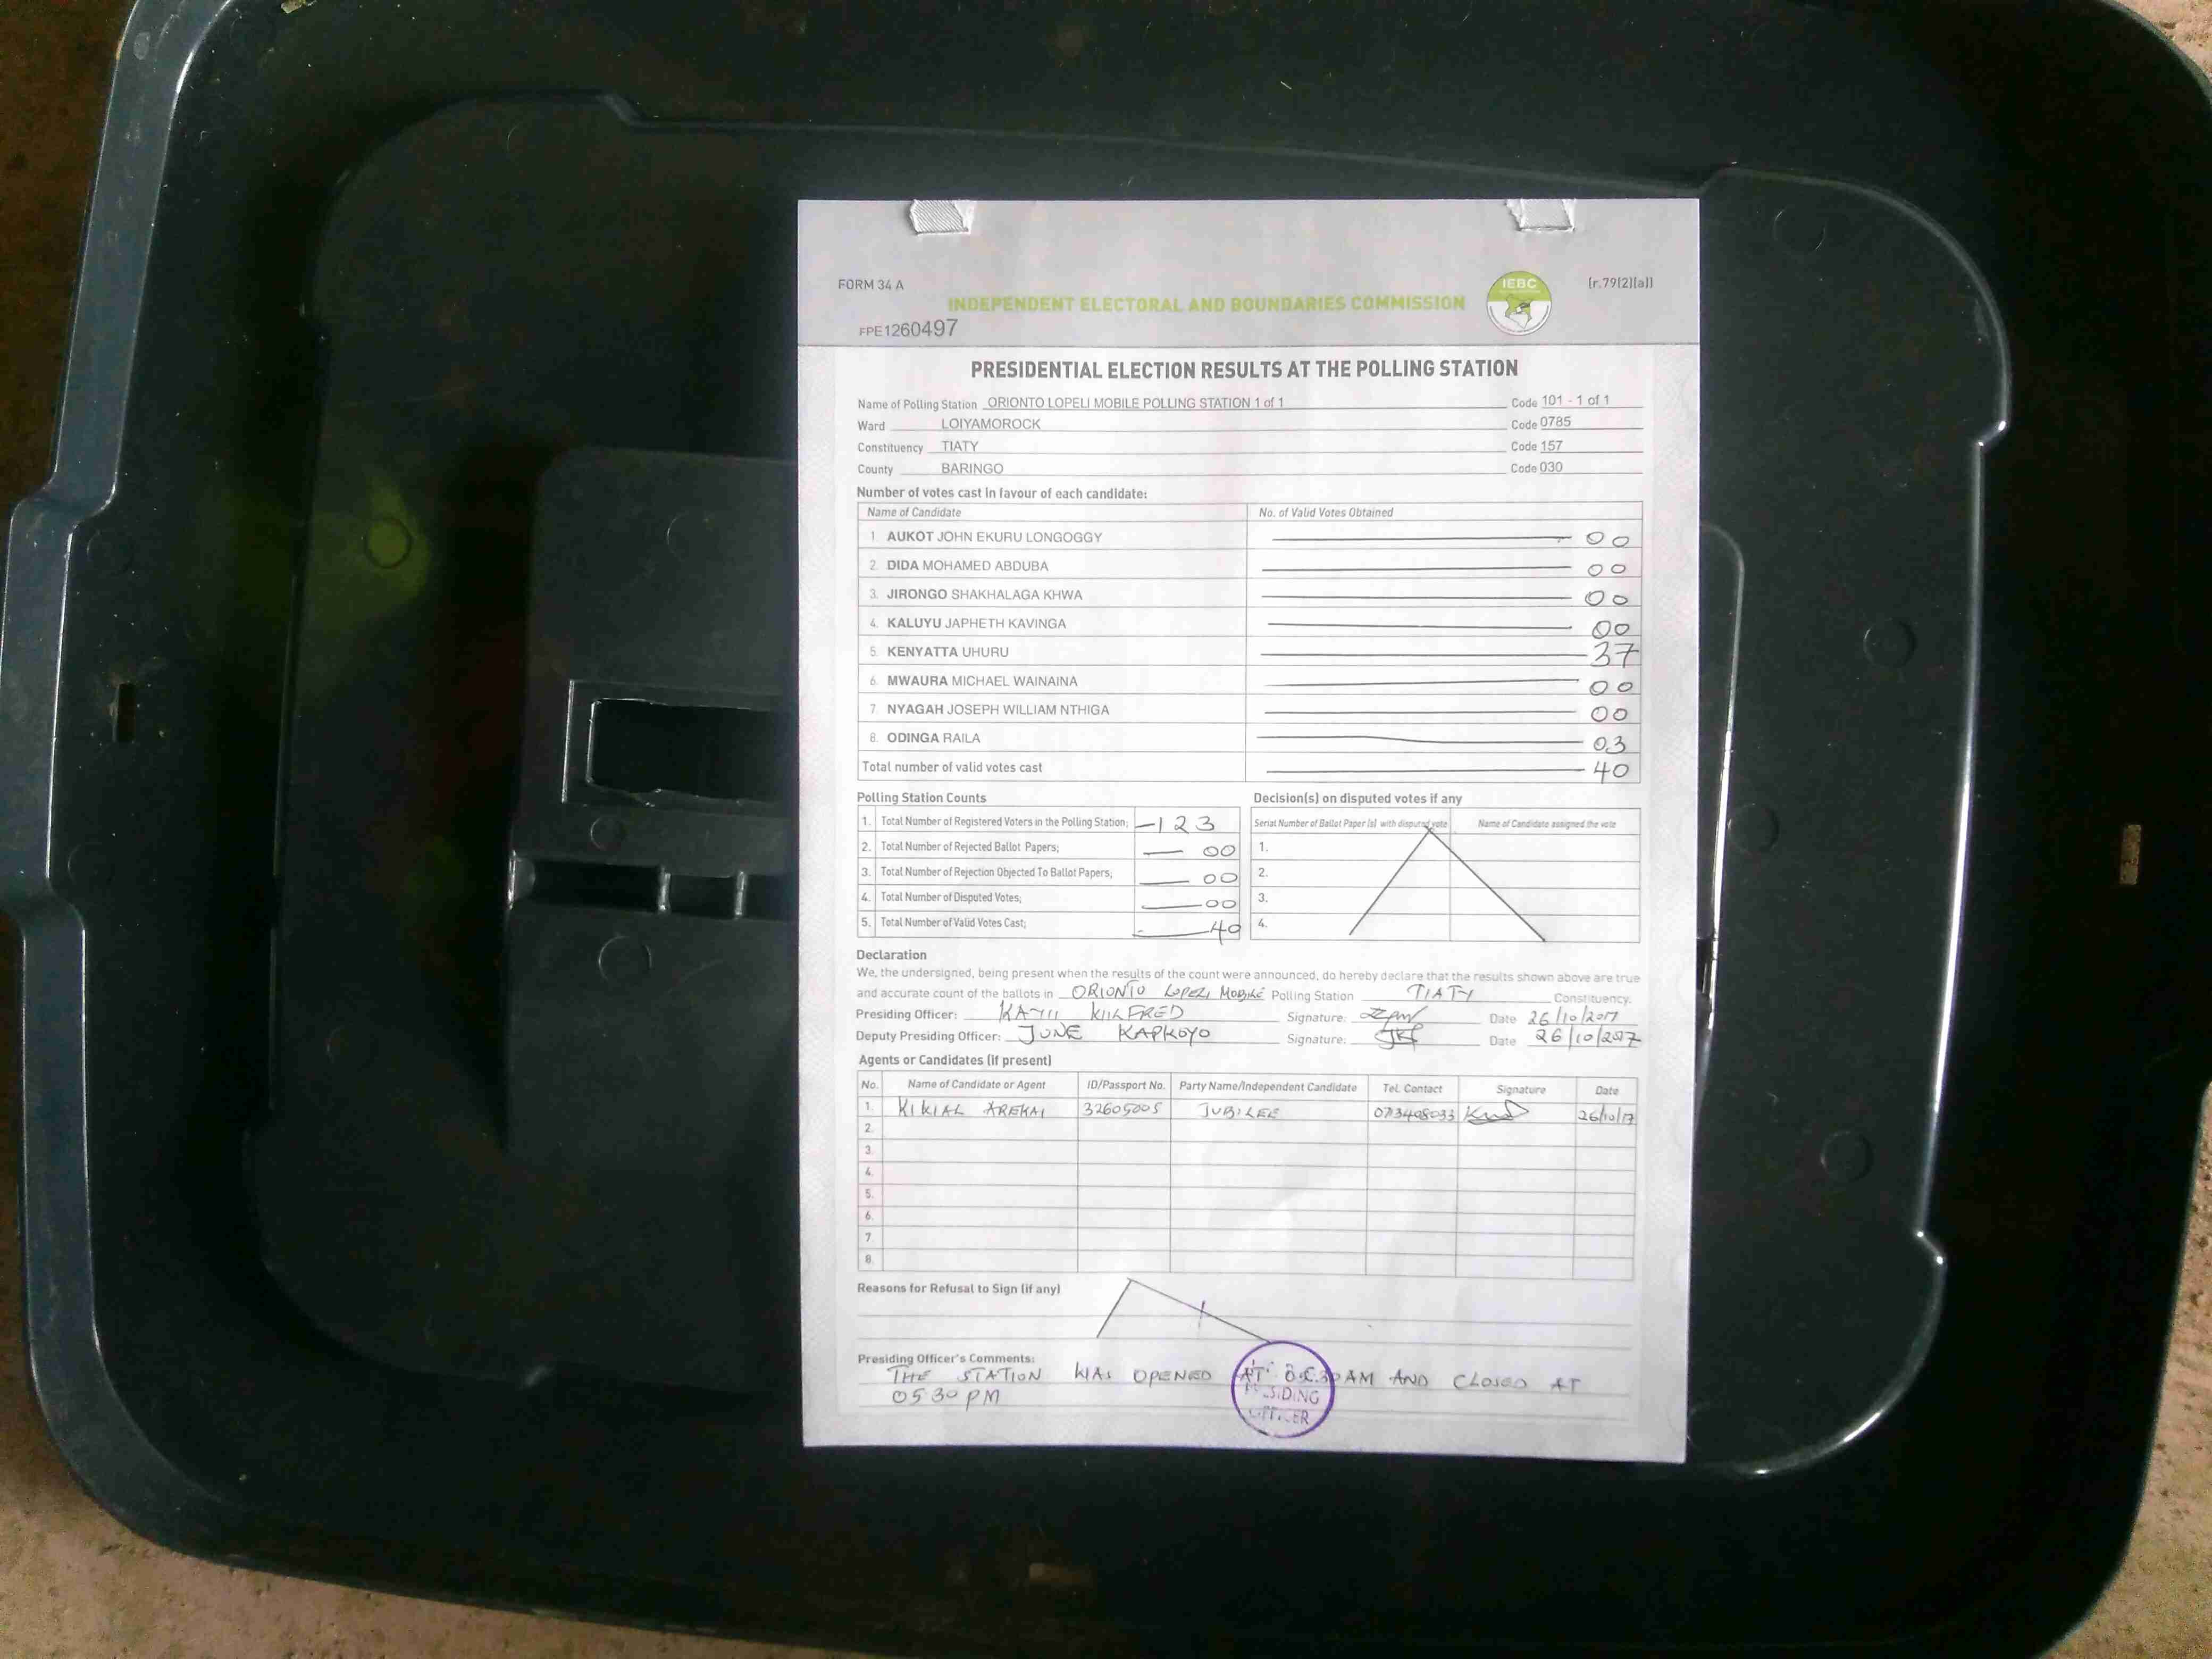 FORM 34 A
IEBC
[r.79(2)(a)]
INDEPENDENT ELECTORAL AND BOUNDARIES COMMISSION
FPE1260497
PRESIDENTIAL ELECTION RESULTS AT THE POLLING STATION
Name of Polling Station ORIONTO LOPELI MOBILE POLLING STATION 1 of 1 Code 101 - 1 of 1
Ward LOIYAMOROCK Code 0785
Constituency TIATY Code 157
County BARINGO Code 030
Number of votes cast in favour of each candidate:
Name of Candidate No. of Valid Votes Obtained
1 AUKOT JOHN EKURU LONGOGGY 00
2. DIDA MOHAMED ABDUBA 00
3. JIRONGO SHAKHALAGA KHWA 00
4. KALUYU JAPHETH KAVINGA 00
5. KENYATTA UHURU 37
6. MWAURA MICHAEL WAINAINA 00
7. NYAGAH JOSEPH WILLIAM NTHIGA 00
8. ODINGA RAILA 03
Total number of valid votes cast 40
Polling Station Counts
1. Total Number of Registered Voters in the Polling Station; 123
2. Total Number of Rejected Ballot Papers; 00
3. Total Number of Rejection Objected To Ballot Papers; 00
4. Total Number of Disputed Votes; 00
5. Total Number of Valid Votes Cast; 40
Decision(s) on disputed votes if any
Serial Number of Ballot Paper (s) with disputed vote Name of Candidate assigned the vote
1.
2.
3.
4.
Declaration
We, the undersigned, being present when the results of the count were announced, do hereby declare that the results shown above are true
and accurate count of the ballots in ORIONTO LOPELI MOBILE Polling Station TIATY Constituency.
Presiding Officer: Signature: Date 26/10/2017
Deputy Presiding Officer: JUNE KAPKOYO Signature: Date 26/10/2017
Agents or Candidates (if present)
No. Name of Candidate or Agent ID/Passport No. Party Name/Independent Candidate Tel. Contact Signature Date
1. KIKIAL AREKAI 32605005 JUBILEE 0713408033 26/10/17
2.
3.
4.
5.
6.
7
8.
Reasons for Refusal to Sign (if any)
Presiding Officer's Comments:
THE STATION WAS OPENED AT AM AND CLOSED AT
0530 PM
PRESIDING
OFFICER